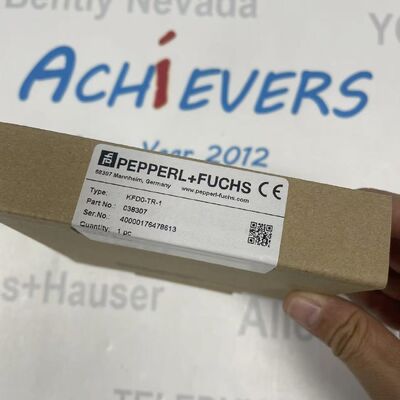 Bently Nevada
ACHiEVERS
Year 2012
PEPPERL+FUCHS CE
68307 Mannheim, Germany www.pepperl-fuchs.com
Type: KFD0-TR-1
Part No.: 038307
Ser.No.: 40000176478613
Quantity: 1 pc
s+Hauser